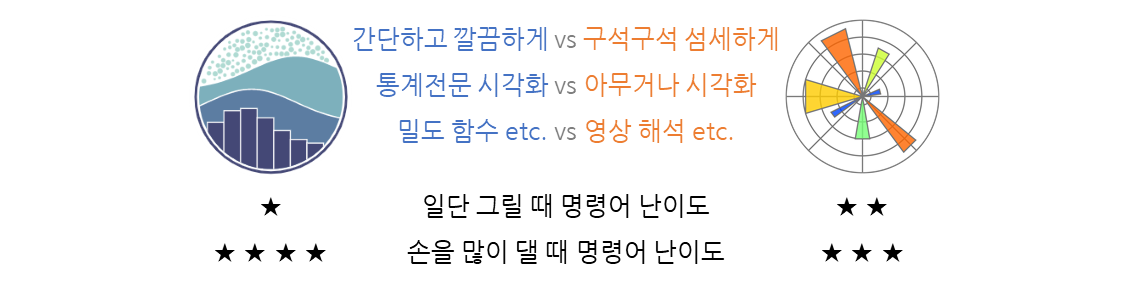 간단하고 깔끔하게 vs 구석구석 섬세하게
통계전문 시각화 vs 아무거나 시각화
밀도 함수 etc. vs 영상 해석 etc.
★ 일단 그릴 때 명령어 난이도 ★ ★
★ ★ ★ ★ 손을 많이 댈 때 명령어 난이도 ★ ★ ★